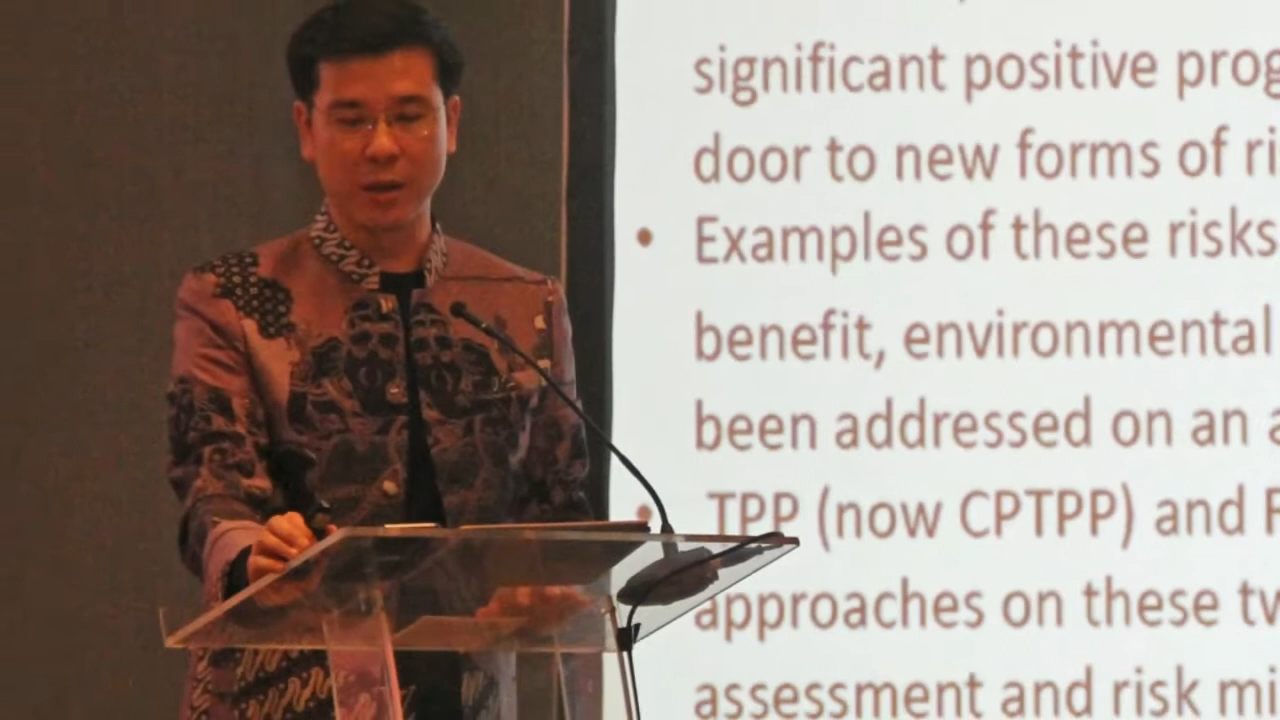 significant positive prog
door to new forms of ri
• Examples of these risks
benefit, environmental
been addressed on an a
• TPP (now CPTPP) and
approaches on these tw
assessment and risk mi